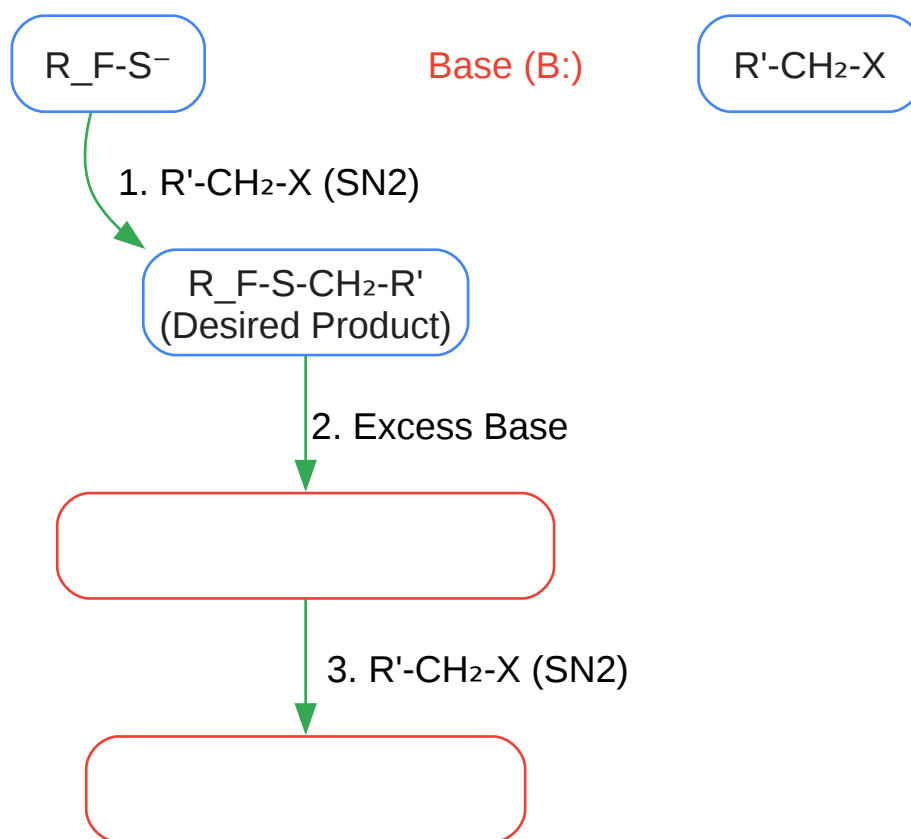 R_F-S⁻
Base (B:)
R'-CH₂-X
1. R'-CH₂-X (SN2)
R_F-S-CH₂-R'
(Desired Product)
2. Excess Base
3. R'-CH₂-X (SN2)